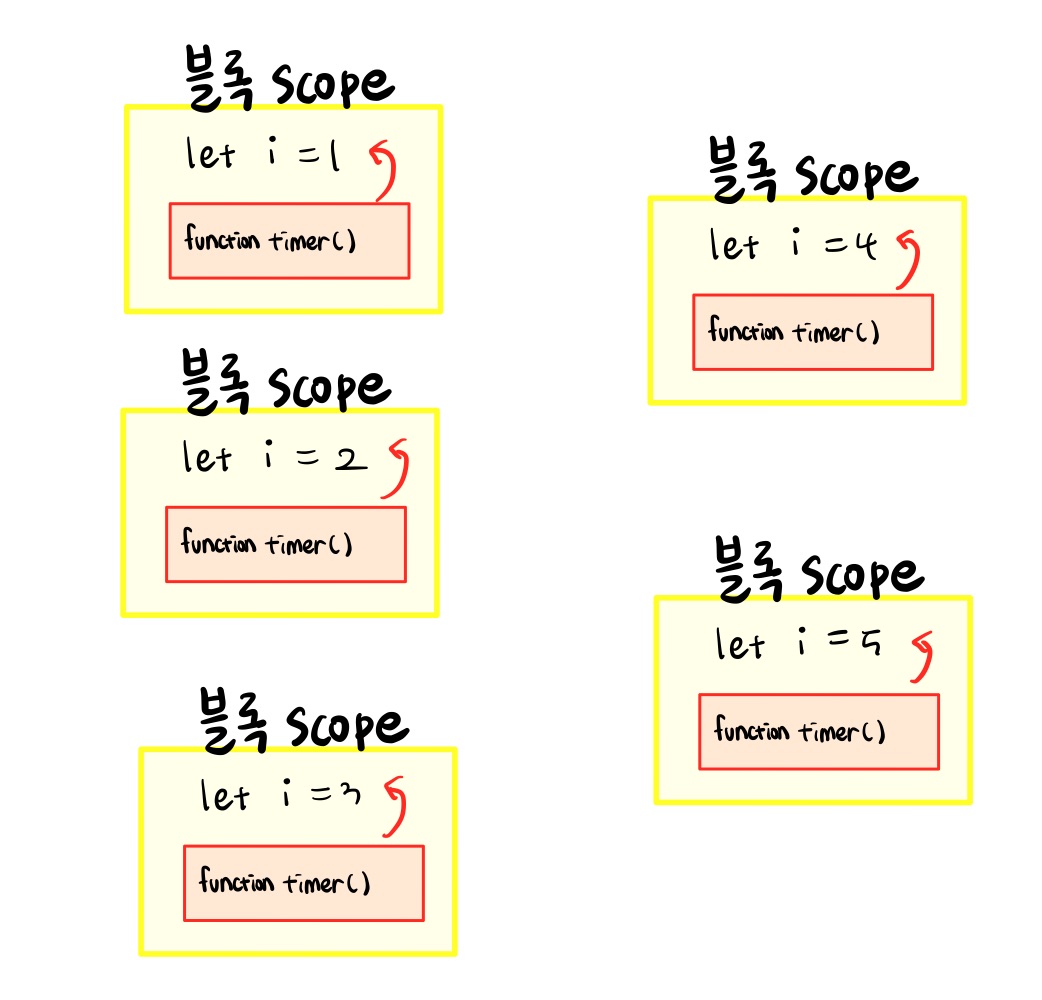 블록 scope
let i = 1
function timer()
블록 scope
let i = 2
function timer()
블록 scope
let i = 3
function timer()
블록 scope
let i = 4
function timer()
블록 scope
let i = 5
function timer()